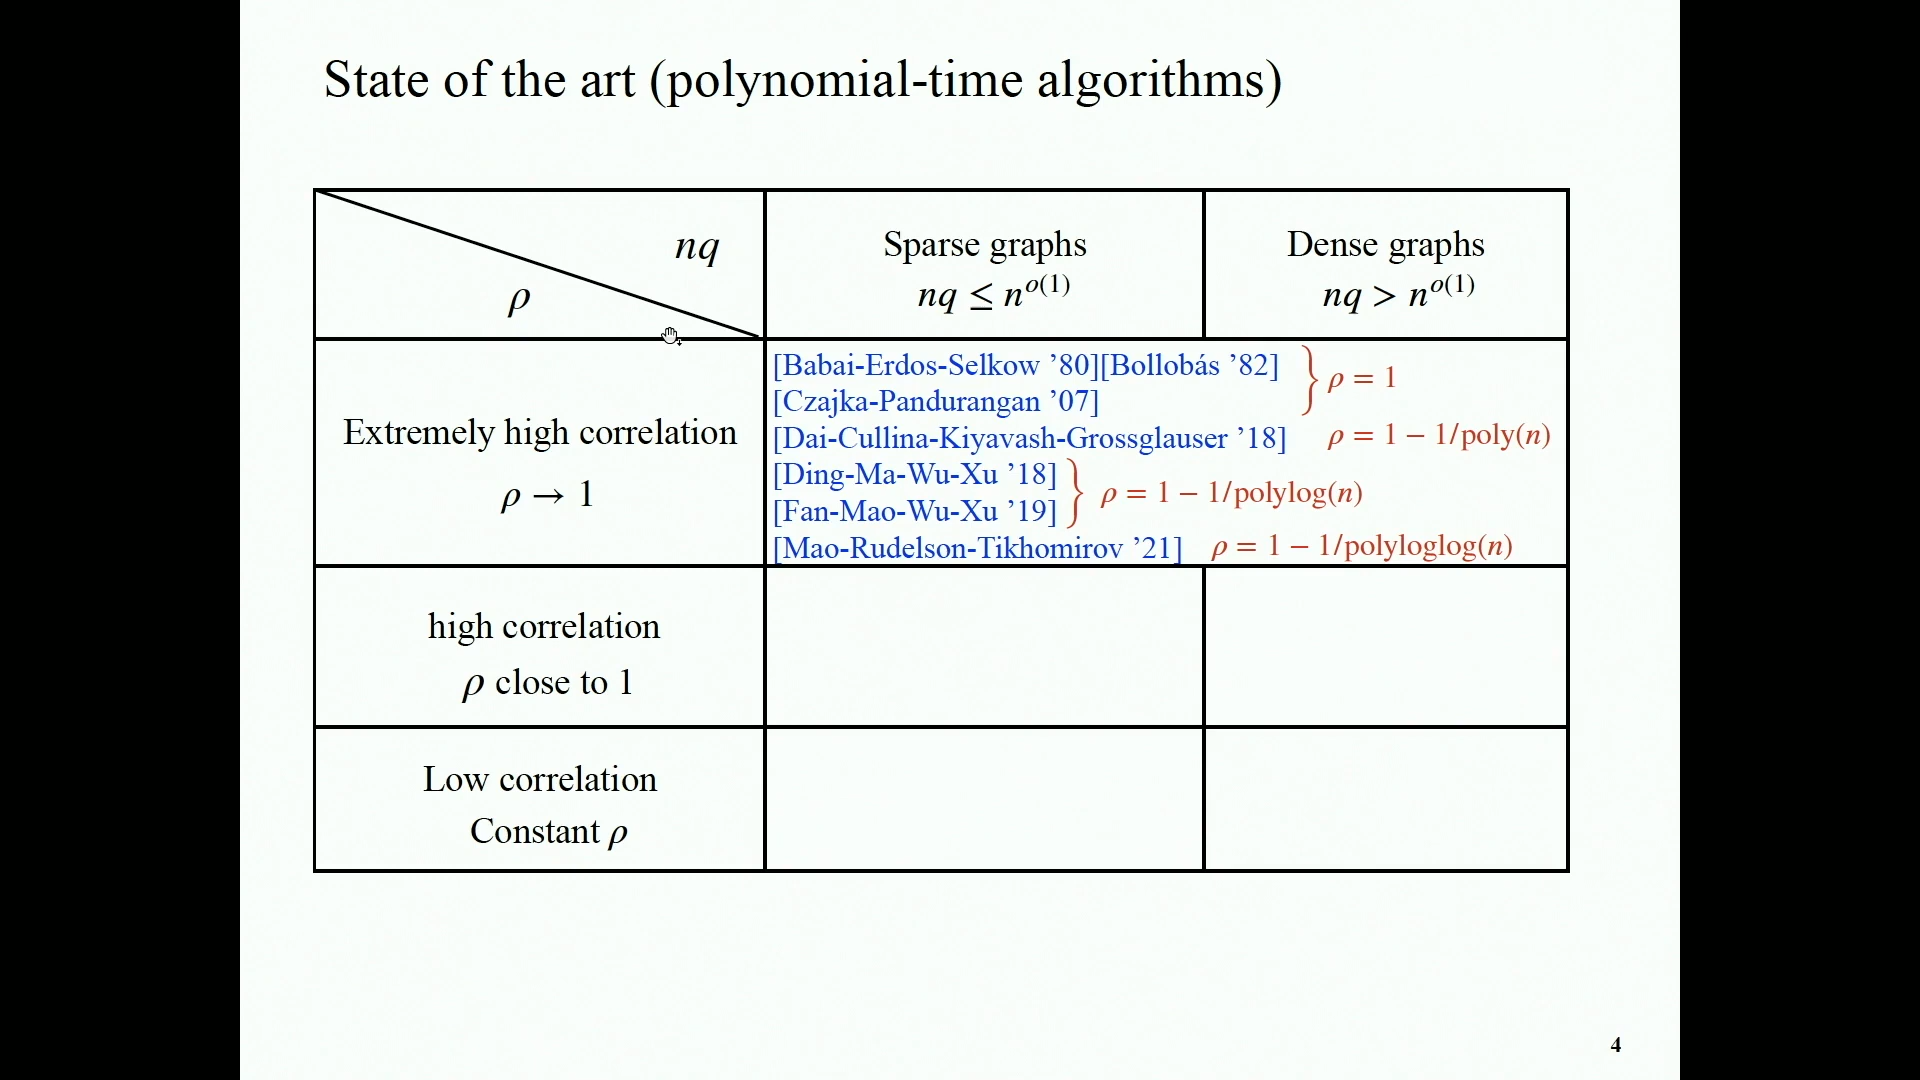 State of the art (polynomial-time algorithms)
nq
ρ
Sparse graphs
nq ≤ n^{o(1)}
Dense graphs
nq > n^{o(1)}
Extremely high correlation
ρ → 1
[Babai-Erdos-Selkow ’80][Bollobás ’82]
[Czajka-Pandurangan ’07]
ρ = 1
[Dai-Cullina-Kiyavash-Grossglauser ’18] ρ = 1 − 1/poly(n)
[Ding-Ma-Wu-Xu ’18]
[Fan-Mao-Wu-Xu ’19]
ρ = 1 − 1/polylog(n)
[Mao-Rudelson-Tikhomirov ’21] ρ = 1 − 1/polyloglog(n)
high correlation
ρ close to 1
Low correlation
Constant ρ
4